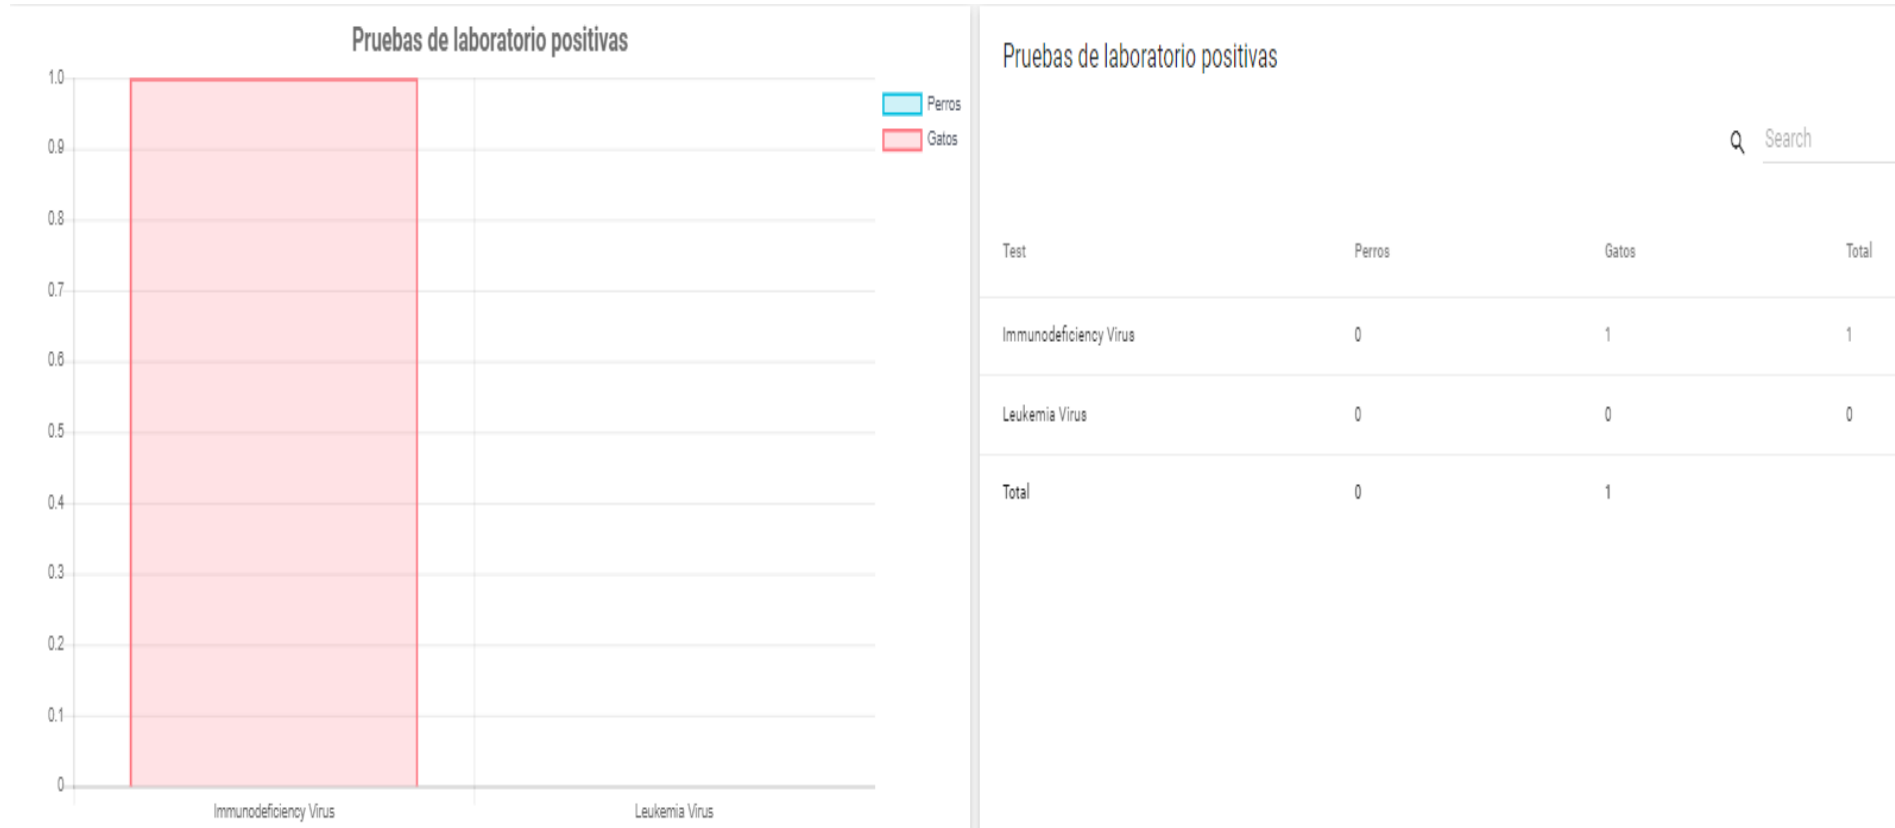 Pruebas de laboratorio positivas
1.0
0.9
0.8
0.7
0.6
0.5
0.4
0.3
0.2
0.1
0
Immunodeficiency Virus Leukemia Virus
Perros
Gatos
Pruebas de laboratorio positivas
Search
Test Perros Gatos Total
Immunodeficiency Virus 0 1 1
Leukemia Virus 0 0 0
Total 0 1